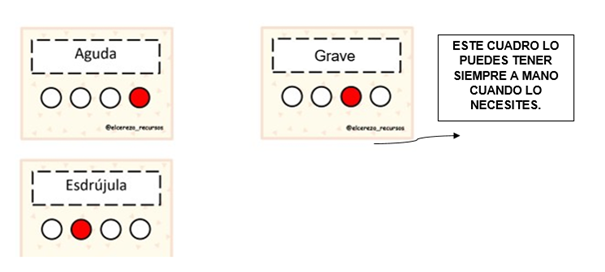 Aguda
@elcerezo_recursos
Grave
@elcerezo_recursos
ESTE CUADRO LO
PUEDES TENER
SIEMPRE A MANO
CUANDO LO
NECESITES.
Esdrújula